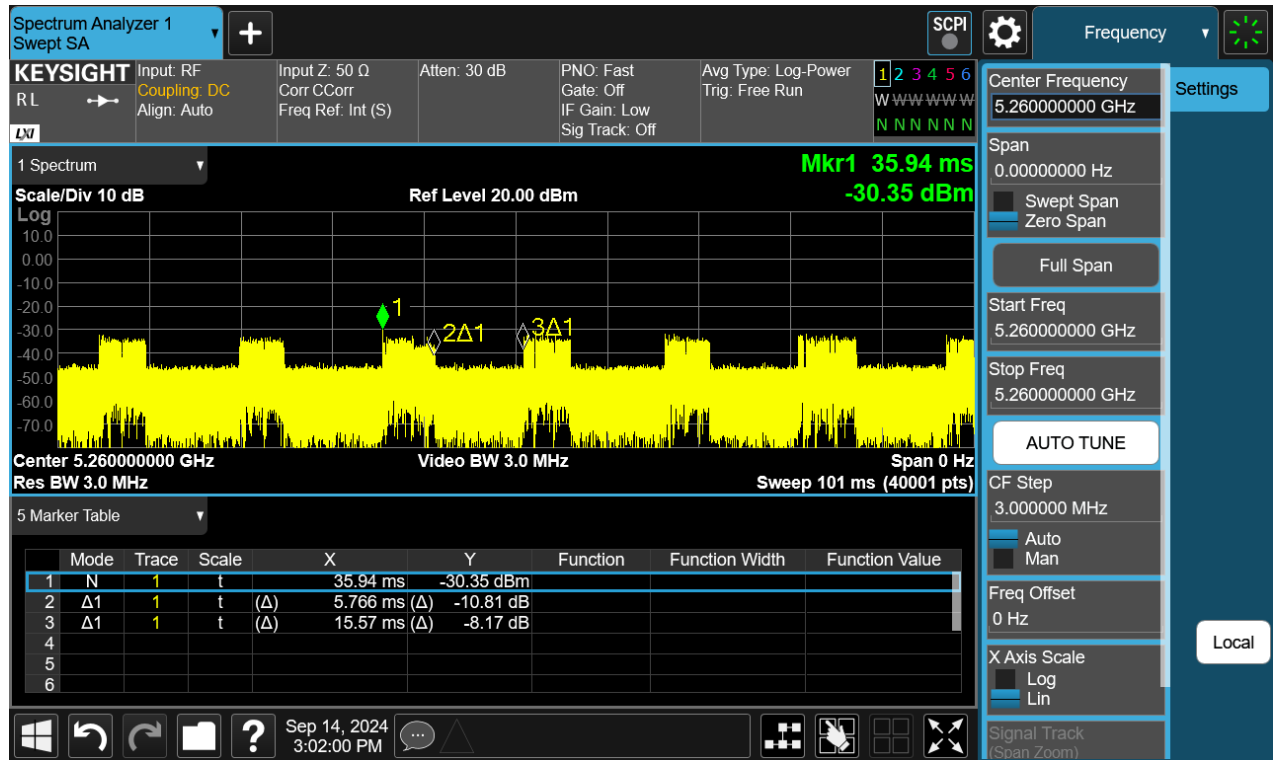 Spectrum Analyzer 1
Swept SA
+
SCPI
Frequency
KEYSIGHT
RL
LXI
Input: RF
Coupling: DC
Align: Auto
Input Z: 50 Ω
Corr CCorr
Freq Ref: Int (S)
Atten: 30 dB
PNO: Fast
Gate: Off
IF Gain: Low
Sig Track: Off
Avg Type: Log-Power
Trig: Free Run
1 2 3 4 5 6
W W W W W W
N N N N N N
1 Spectrum
Mkr1 35.94 ms
-30.35 dBm
Scale/Div 10 dB
Ref Level 20.00 dBm
Log
10.0
0.00
-10.0
-20.0
-30.0
-40.0
-50.0
-60.0
-70.0
1
2Δ1
3Δ1
Center 5.260000000 GHz
Video BW 3.0 MHz
Span 0 Hz
Res BW 3.0 MHz
Sweep 101 ms (40001 pts)
5 Marker Table
Mode Trace Scale X Y Function Function Width Function Value
1 N 1 t 35.94 ms -30.35 dBm
2 Δ1 1 t (Δ) 5.766 ms (Δ) -10.81 dB
3 Δ1 1 t (Δ) 15.57 ms (Δ) -8.17 dB
4
5
6
?
Sep 14, 2024
3:02:00 PM
Center Frequency
5.260000000 GHz
Span
0.00000000 Hz
Swept Span
Zero Span
Full Span
Start Freq
5.260000000 GHz
Stop Freq
5.260000000 GHz
AUTO TUNE
CF Step
3.000000 MHz
Auto
Man
Freq Offset
0 Hz
X Axis Scale
Log
Lin
Signal Track
(Span Zoom)
Settings
Local